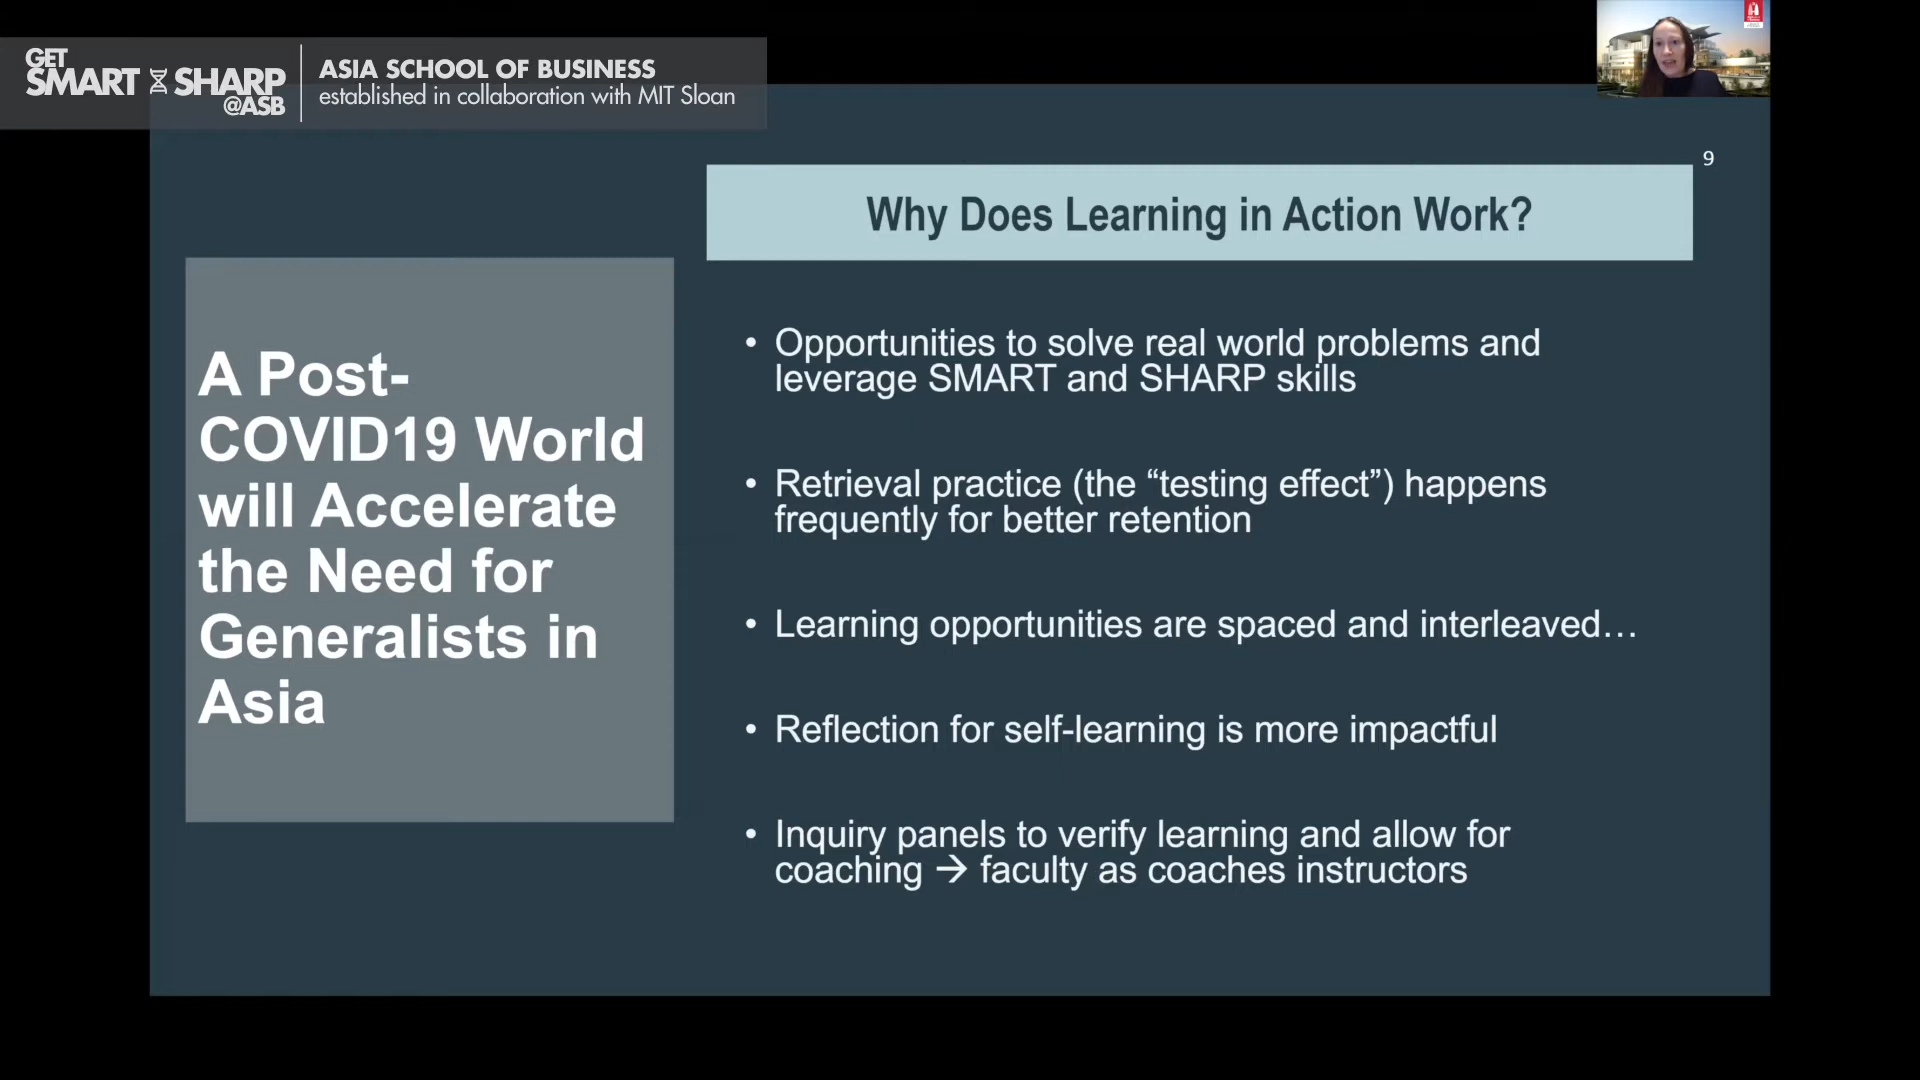 GET
SMART SHARP
@ASB
ASIA SCHOOL OF BUSINESS
established in collaboration with MIT Sloan
9
Why Does Learning in Action Work?
A Post-
COVID19 World
will Accelerate
the Need for
Generalists in
Asia
• Opportunities to solve real world problems and
leverage SMART and SHARP skills
• Retrieval practice (the “testing effect”) happens
frequently for better retention
• Learning opportunities are spaced and interleaved…
• Reflection for self-learning is more impactful
• Inquiry panels to verify learning and allow for
coaching → faculty as coaches instructors